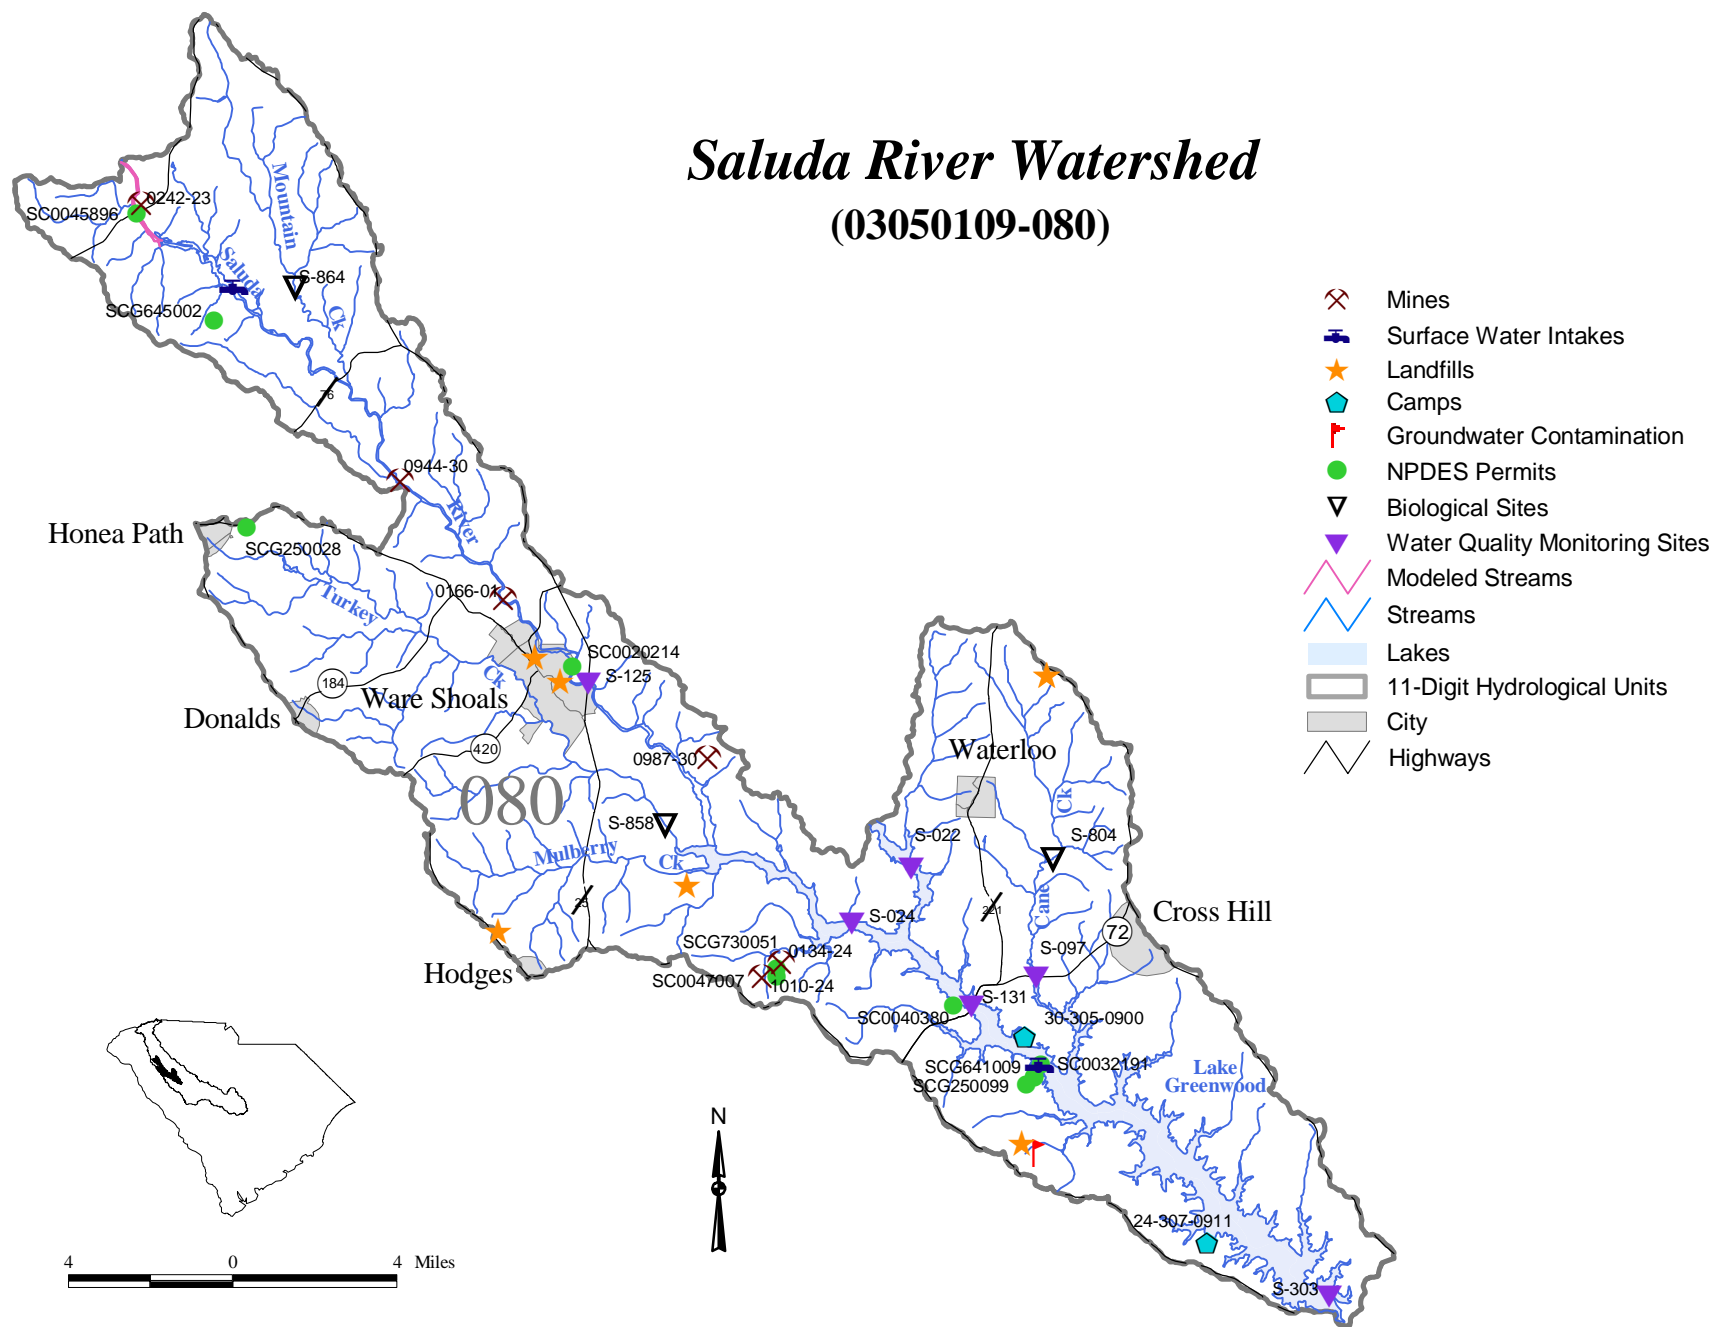 Saluda River Watershed
(03050109-080)
Mountain
0242-23
SC0045896
Saluda
S-864
SCG645002
Ck
76
0944-30
River
Honea Path
SCG250028
Turkey
0166-01
Ck
SC0020214
S-125
184
Ware Shoals
Donalds
420
0987-30
080
S-858
Mulberry
Ck
25
Hodges
Waterloo
Ck
S-022
S-804
Cane
221
S-024
72
Cross Hill
SCG730051
0134-24
S-097
SC0047007
1010-24
S-131
SC0040380
30-305-0900
SCG641009
SC0032191
SCG250099
Lake
Greenwood
24-307-0911
S-303
Mines
Surface Water Intakes
Landfills
Camps
Groundwater Contamination
NPDES Permits
Biological Sites
Water Quality Monitoring Sites
Modeled Streams
Streams
Lakes
11-Digit Hydrological Units
City
Highways
N
4 0 4 Miles